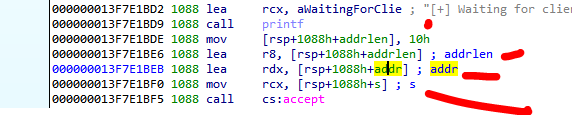 000000013F7E1BD2 1088 lea rcx, aWaitingForClie ; "[+] Waiting for clie
000000013F7E1BD9 1088 call printf
000000013F7E1BDE 1088 mov [rsp+1088h+addrlen], 10h
000000013F7E1BE6 1088 lea r8, [rsp+1088h+addrlen] ; addrlen
000000013F7E1BEB 1088 lea rdx, [rsp+1088h+addr] ; addr
000000013F7E1BF0 1088 mov rcx, [rsp+1088h+s] ; s
000000013F7E1BF5 1088 call cs:accept